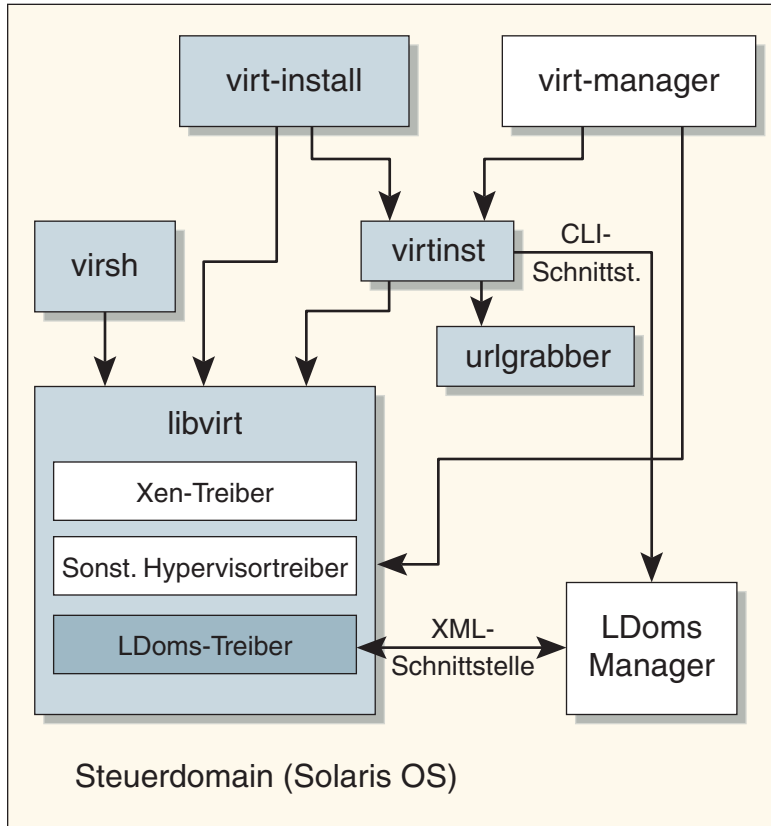 virt-install
virt-manager
virsh
virtinst
CLI-
Schnittst.
urlgrabber
libvirt
Xen-Treiber
Sonst. Hypervisortreiber
LDoms-Treiber
XML-
Schnittstelle
LDoms
Manager
Steuerdomain (Solaris OS)